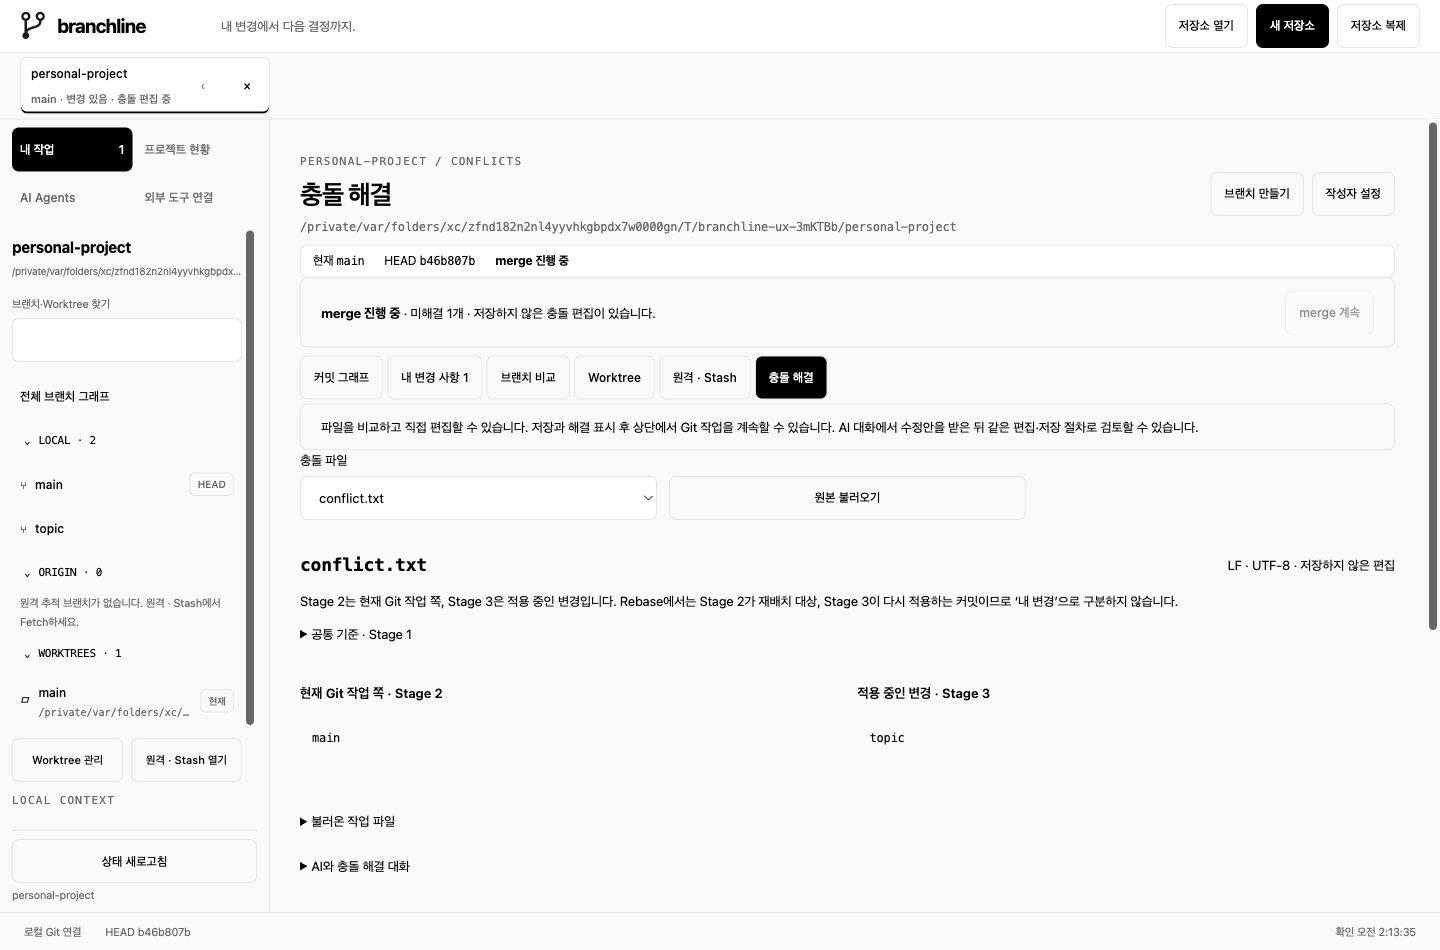 branchline
내 변경에서 다음 결정까지.
저장소 열기
새 저장소
저장소 복제
personal-project
main · 변경 있음 · 충돌 편집 중
‹
×
내 작업 1
프로젝트 현황
AI Agents
외부 도구 연결
personal-project
/private/var/folders/xc/zfnd182n2nl4yyvhkgbpdx...
브랜치·Worktree 찾기
전체 브랜치 그래프
LOCAL · 2
main HEAD
topic
ORIGIN · 0
원격 추적 브랜치가 없습니다. 원격 · Stash에서
Fetch하세요.
WORKTREES · 1
main
/private/var/folders/xc/… 현재
Worktree 관리
원격 · Stash 열기
LOCAL CONTEXT
상태 새로고침
personal-project
PERSONAL-PROJECT / CONFLICTS
충돌 해결
브랜치 만들기
작성자 설정
/private/var/folders/xc/zfnd182n2nl4yyvhkgbpdx7w0000gn/T/branchline-ux-3mKTBb/personal-project
현재 main HEAD b46b807b merge 진행 중
merge 진행 중 · 미해결 1개 · 저장하지 않은 충돌 편집이 있습니다.
merge 계속
커밋 그래프
내 변경 사항 1
브랜치 비교
Worktree
원격 · Stash
충돌 해결
파일을 비교하고 직접 편집할 수 있습니다. 저장과 해결 표시 후 상단에서 Git 작업을 계속할 수 있습니다. AI 대화에서 수정안을 받은 뒤 같은 편집·저장 절차로 검토할 수 있습니다.
충돌 파일
conflict.txt
원본 불러오기
conflict.txt
LF · UTF-8 · 저장하지 않은 편집
Stage 2는 현재 Git 작업 쪽, Stage 3은 적용 중인 변경입니다. Rebase에서는 Stage 2가 재배치 대상, Stage 3이 다시 적용하는 커밋이므로 ‘내 변경’으로 구분하지 않습니다.
▶ 공통 기준 · Stage 1
현재 Git 작업 쪽 · Stage 2
적용 중인 변경 · Stage 3
main
topic
▶ 불러온 작업 파일
▶ AI와 충돌 해결 대화
로컬 Git 연결
HEAD b46b807b
확인 오전 2:13:35